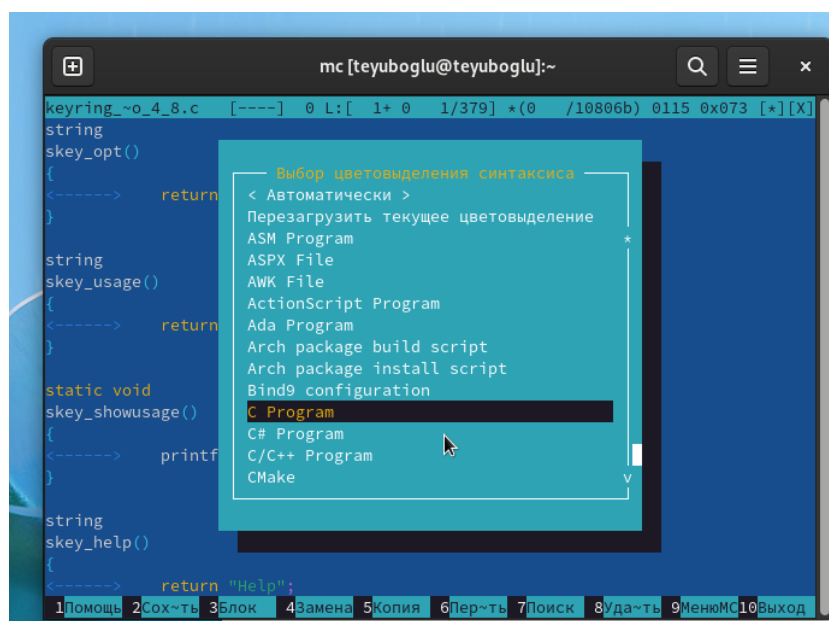 mc [teyuboglu@teyuboglu]:~
keyring_~o_4_8.c [----] 0 L:[ 1+ 0 1/379] *(0 /10806b) 0115 0x073 [*][X]
string
skey_opt()
{
<------> return
}
string
skey_usage()
{
<------> return
}
static void
skey_showusage()
{
<------> printf
}
string
skey_help()
{
<------> return "Help";
Выбор цветовыделения синтаксиса
< Автоматически >
Перезагрузить текущее цветовыделение
ASM Program
ASPX File
AWK File
ActionScript Program
Ada Program
Arch package build script
Arch package install script
Bind9 configuration
C Program
C# Program
C/C++ Program
CMake
1Помощь 2Сох~ть 3Блок 4Замена 5Копия 6Пер~ть 7Поиск 8Уда~ть 9МенюMC10Выход